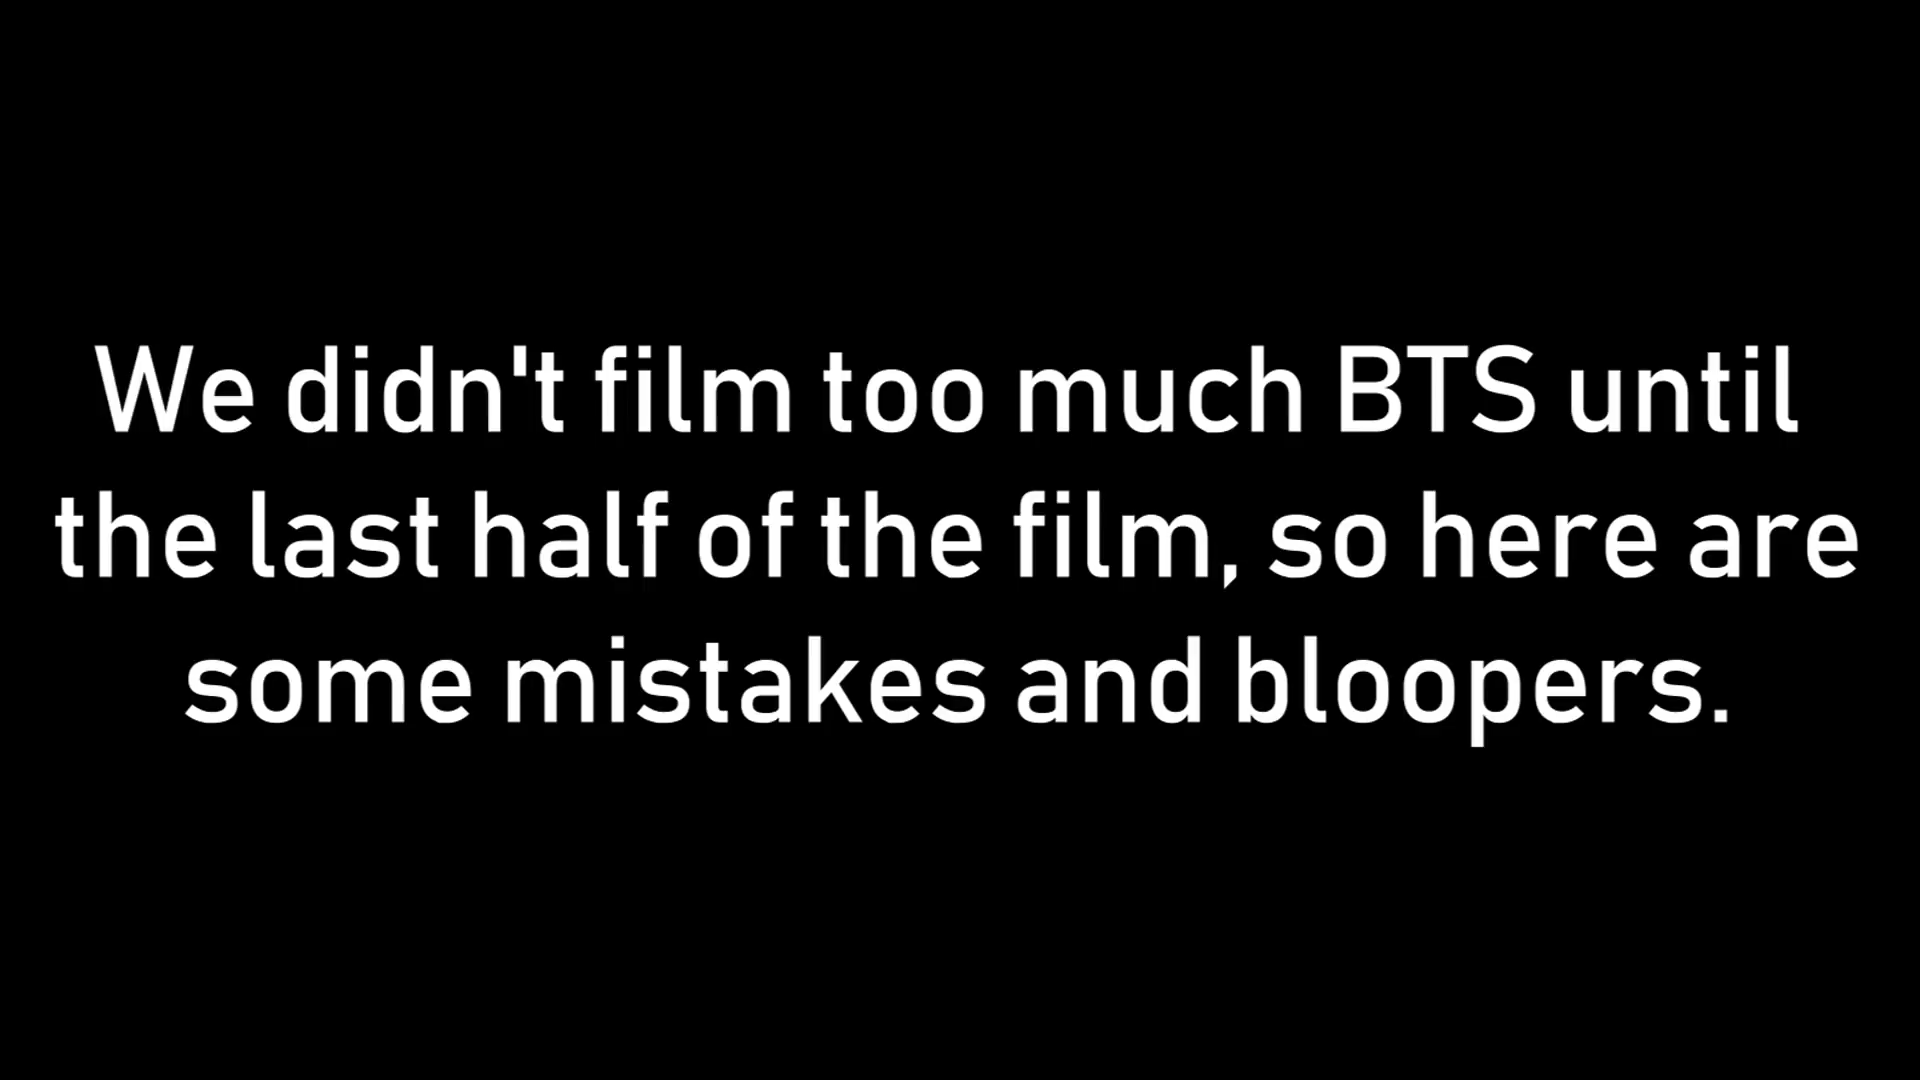 We didn't film too much BTS until
the last half of the film, so here are
some mistakes and bloopers.